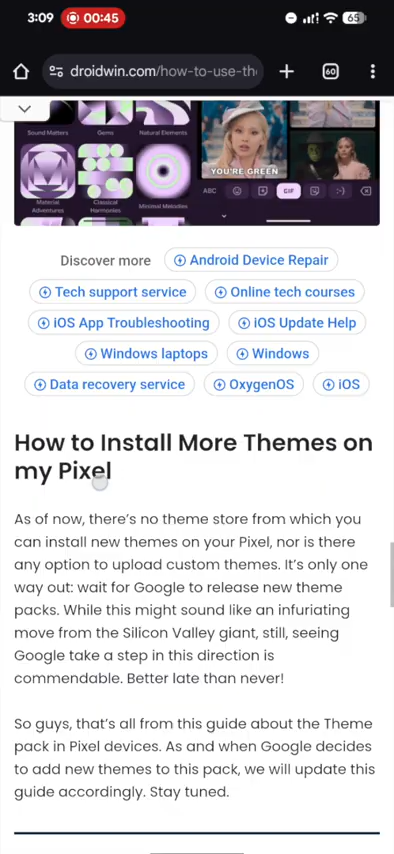 3:09
00:45
65
droidwin.com/how-to-use-th
60
Sound Matters
Gems
Natural Elements
YOU'RE GREEN
Material
Adventures
Classical
Harmonies
Minimal Melodies
ABC
GIF
:-)
Discover more
Android Device Repair
Tech support service
Online tech courses
iOS App Troubleshooting
iOS Update Help
Windows laptops
Windows
Data recovery service
OxygenOS
iOS
How to Install More Themes on
my Pixel
As of now, there's no theme store from which you
can install new themes on your Pixel, nor is there
any option to upload custom themes. It's only one
way out: wait for Google to release new theme
packs. While this might sound like an infuriating
move from the Silicon Valley giant, still, seeing
Google take a step in this direction is
commendable. Better late than never!
So guys, that's all from this guide about the Theme
pack in Pixel devices. As and when Google decides
to add new themes to this pack, we will update this
guide accordingly. Stay tuned.